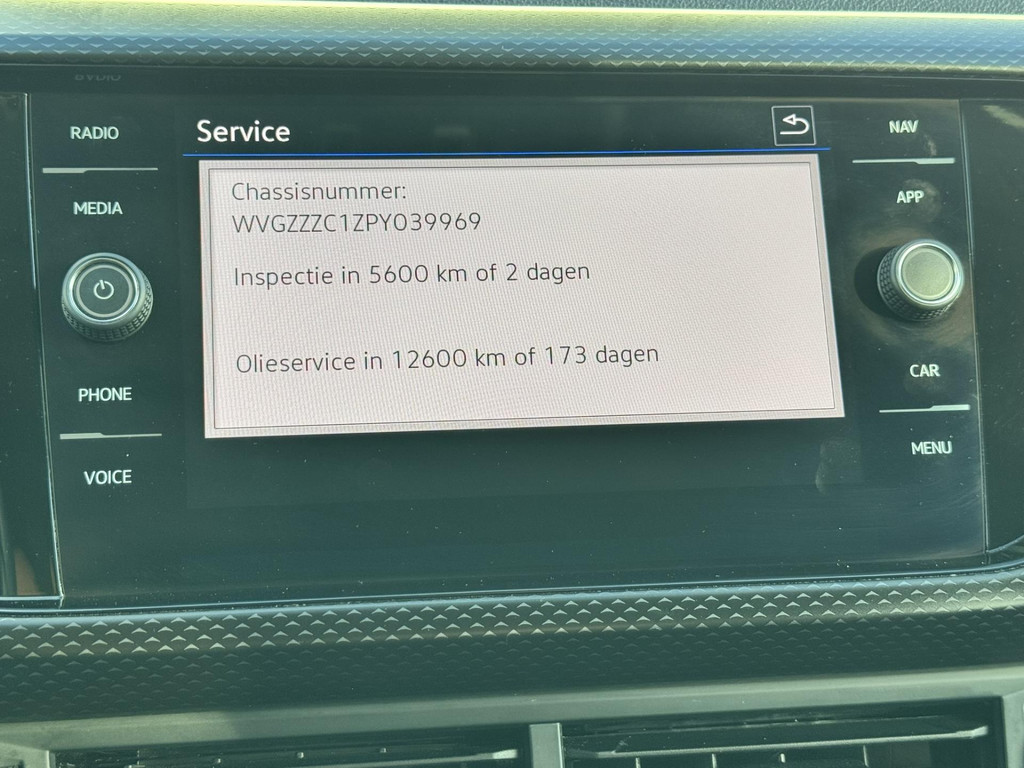 RADIO
MEDIA
PHONE
VOICE
Service
Chassisnummer:
WVGZZZC1ZPY039969
Inspectie in 5600 km of 2 dagen
Olieservice in 12600 km of 173 dagen
NAV
APP
CAR
MENU